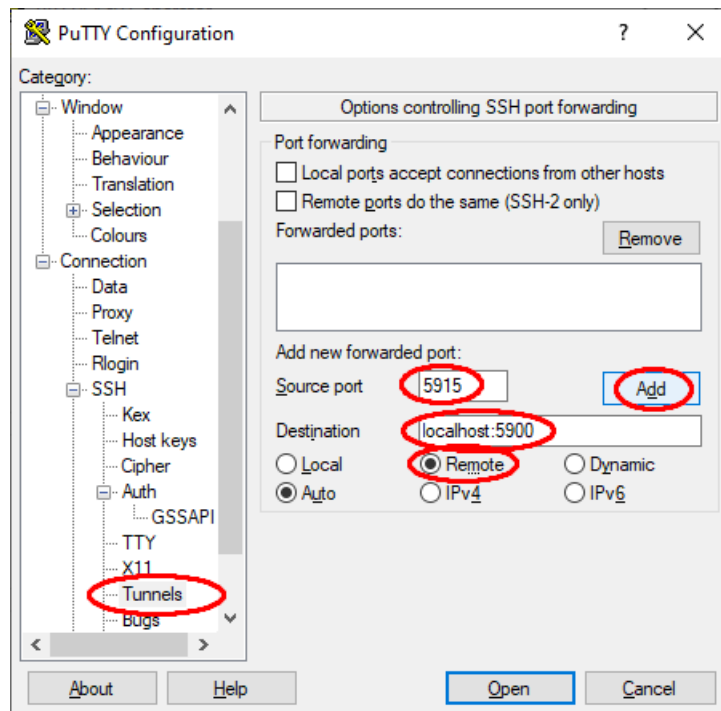 PuTTY Configuration ? ×
Category:
Window
Appearance
Behaviour
Translation
Selection
Colours
Connection
Data
Proxy
Telnet
Rlogin
SSH
Kex
Host keys
Cipher
Auth
GSSAPI
TTY
X11
Tunnels
Bugs
Options controlling SSH port forwarding
Port forwarding
Local ports accept connections from other hosts
Remote ports do the same (SSH-2 only)
Forwarded ports:
Remove
Add new forwarded port:
Source port 5915 Add
Destination localhost:5900
Local Remote Dynamic
Auto IPv4 IPv6
About Help Open Cancel